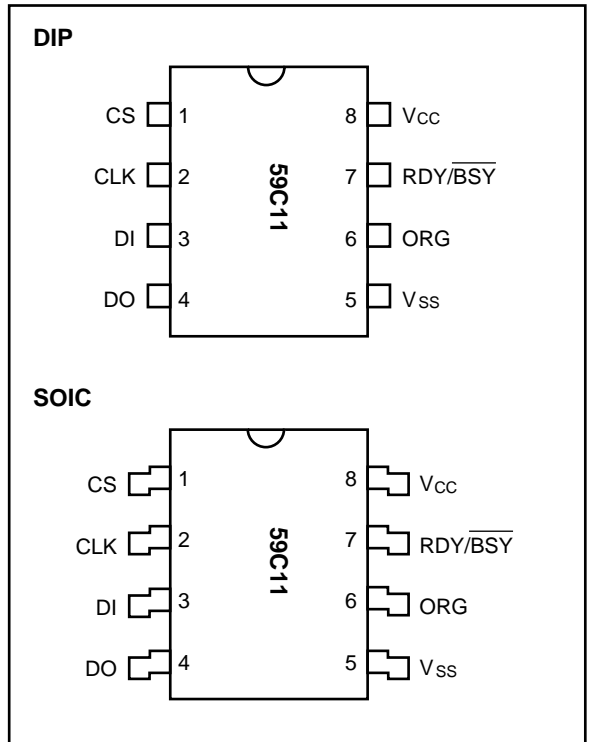 DIP
CS 1 8 VCC
CLK 2 7 RDY/BSY
59C11
DI 3 6 ORG
DO 4 5 VSS
SOIC
CS 1 8 VCC
CLK 2 7 RDY/BSY
59C11
DI 3 6 ORG
DO 4 5 VSS